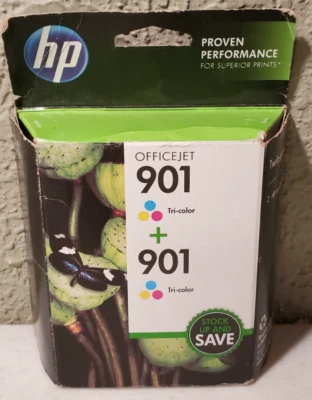 hp
PROVEN
PERFORMANCE
FOR SUPERIOR PRINTS*
OFFICEJET
901
Tri-color
+
901
Tri-color
STOCK
UP AND
SAVE